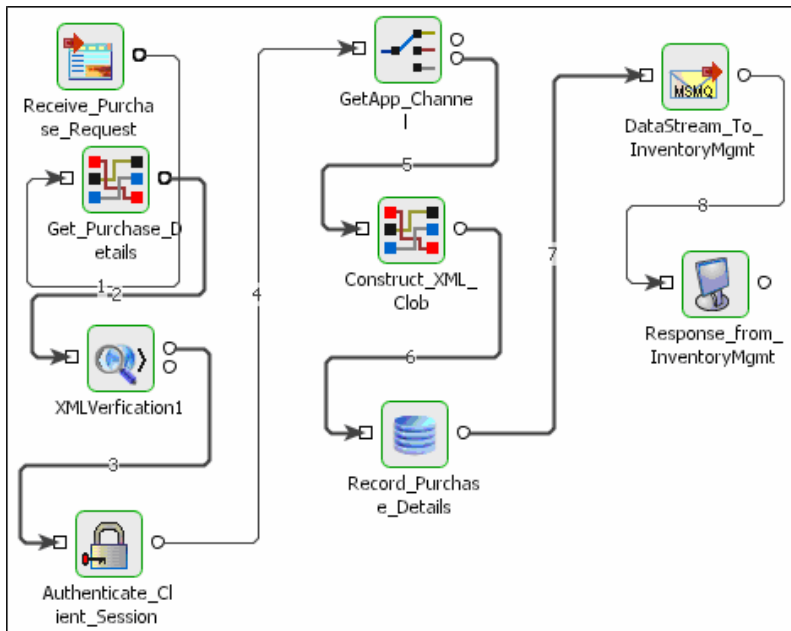 Receive_Purcha
se_Request
Get_Purchase_D
etails
1
2
XMLVerfication1
3
Authenticate_Cl
ient_Session
4
GetApp_Channe
l
5
Construct_XML_
Clob
6
Record_Purchas
e_Details
7
MSMQ
DataStream_To_
InventoryMgmt
8
Response_from_
InventoryMgmt